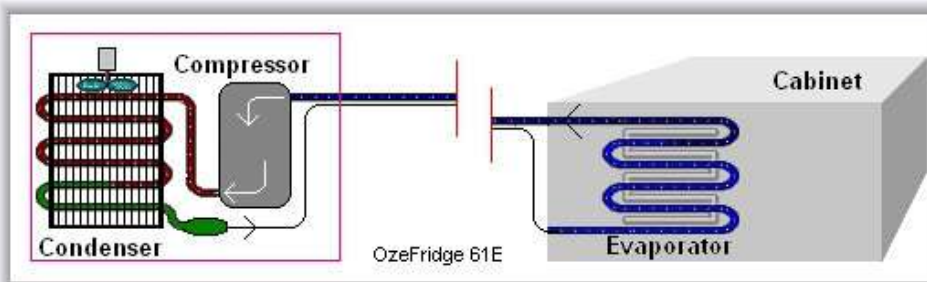 Compressor
Cabinet
Condenser
OzeFridge 61E
Evaporator